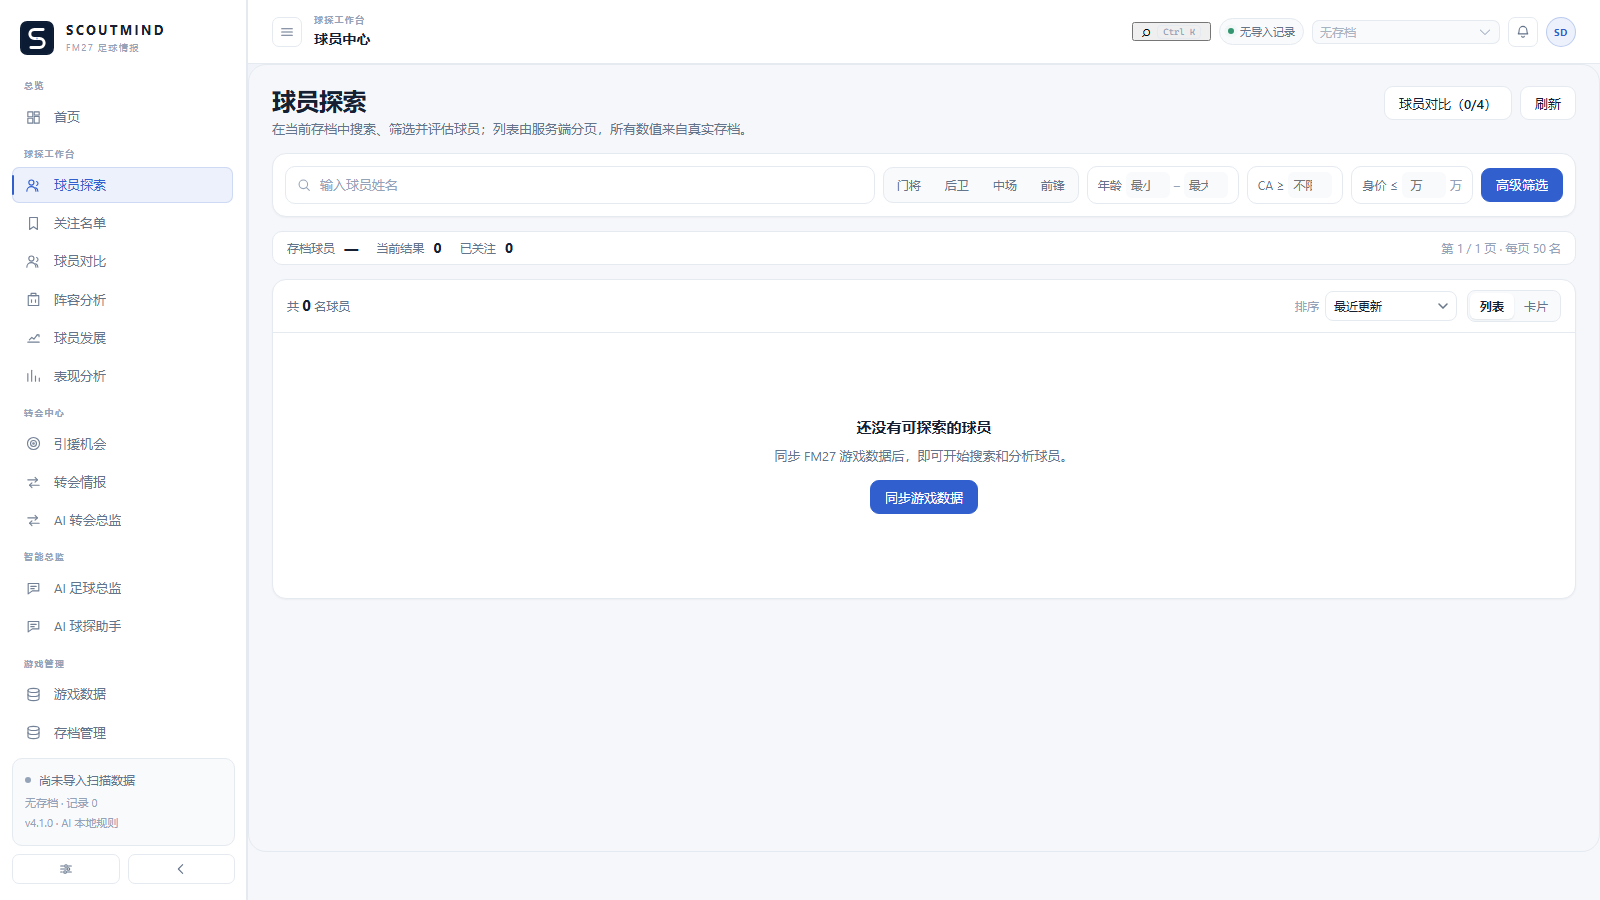 SCOUTMIND
FM27 足球情报
总览
首页
球探工作台
球员探索
关注名单
球员对比
阵容分析
球员发展
表现分析
转会中心
引援机会
转会情报
AI 转会总监
智能总监
AI 足球总监
AI 球探助手
游戏管理
游戏数据
存档管理
尚未导入扫描数据
无存档 · 记录 0
v4.1.0 · AI 本地规则
球探工作台
球员中心
Ctrl K
无导入记录
无存档
SD
球员探索
在当前存档中搜索、筛选并评估球员；列表由服务端分页，所有数值来自真实存档。
球员对比（0/4）
刷新
输入球员姓名
门将 后卫 中场 前锋
年龄 最小 – 最大
CA ≥ 不限
身价 ≤ 万 万
高级筛选
存档球员 — 当前结果 0 已关注 0
第 1 / 1 页 · 每页 50 名
共 0 名球员
排序 最近更新
列表 卡片
还没有可探索的球员
同步 FM27 游戏数据后，即可开始搜索和分析球员。
同步游戏数据